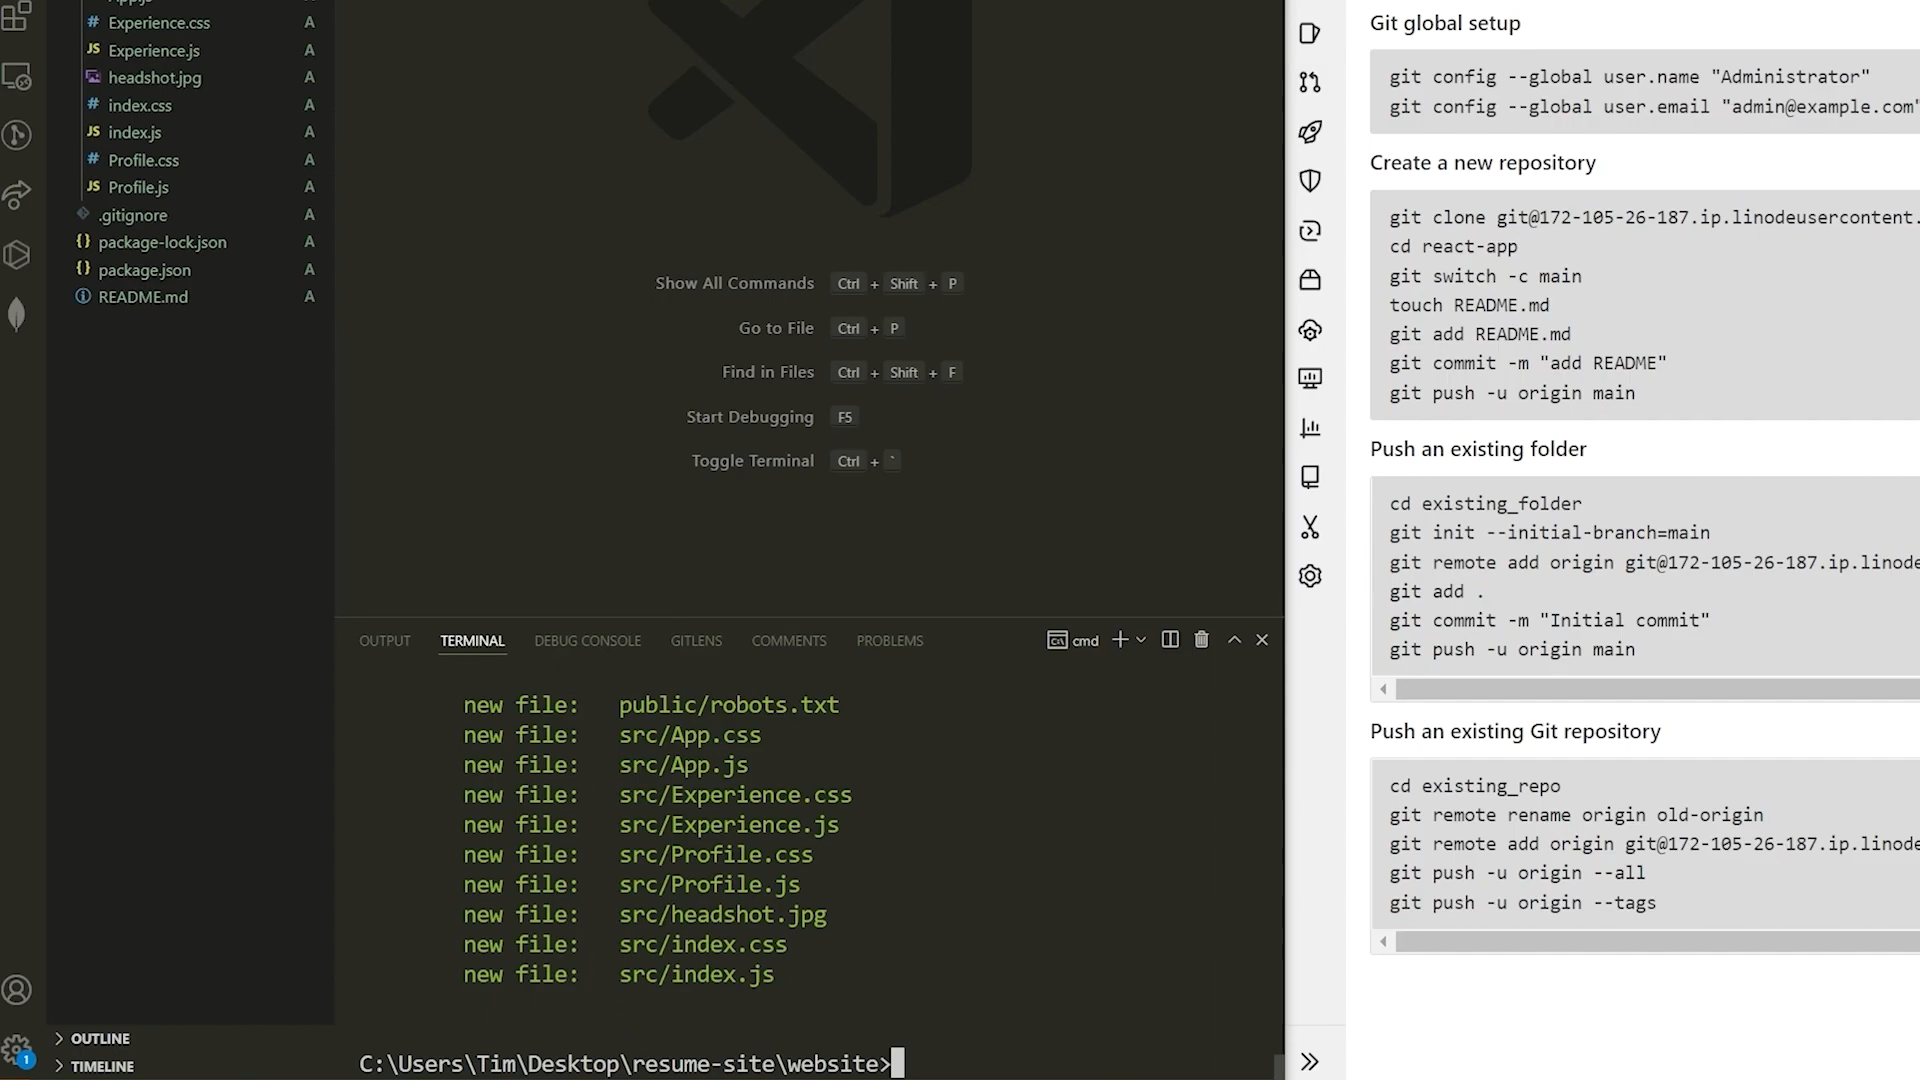 # Experience.css A
JS Experience.js A
headshot.jpg A
# index.css A
JS index.js A
# Profile.css A
JS Profile.js A
.gitignore A
{} package-lock.json A
{} package.json A
README.md A
OUTLINE
TIMELINE
1
Show All Commands Ctrl + Shift + P
Go to File Ctrl + P
Find in Files Ctrl + Shift + F
Start Debugging F5
Toggle Terminal Ctrl + `
OUTPUT TERMINAL DEBUG CONSOLE GITLENS COMMENTS PROBLEMS cmd
new file: public/robots.txt
new file: src/App.css
new file: src/App.js
new file: src/Experience.css
new file: src/Experience.js
new file: src/Profile.css
new file: src/Profile.js
new file: src/headshot.jpg
new file: src/index.css
new file: src/index.js
C:\Users\Tim\Desktop\resume-site\website>
Git global setup
git config --global user.name "Administrator"
git config --global user.email "admin@example.com"
Create a new repository
git clone git@172-105-26-187.ip.linodeusercontent.
cd react-app
git switch -c main
touch README.md
git add README.md
git commit -m "add README"
git push -u origin main
Push an existing folder
cd existing_folder
git init --initial-branch=main
git remote add origin git@172-105-26-187.ip.linode
git add .
git commit -m "Initial commit"
git push -u origin main
Push an existing Git repository
cd existing_repo
git remote rename origin old-origin
git remote add origin git@172-105-26-187.ip.linode
git push -u origin --all
git push -u origin --tags